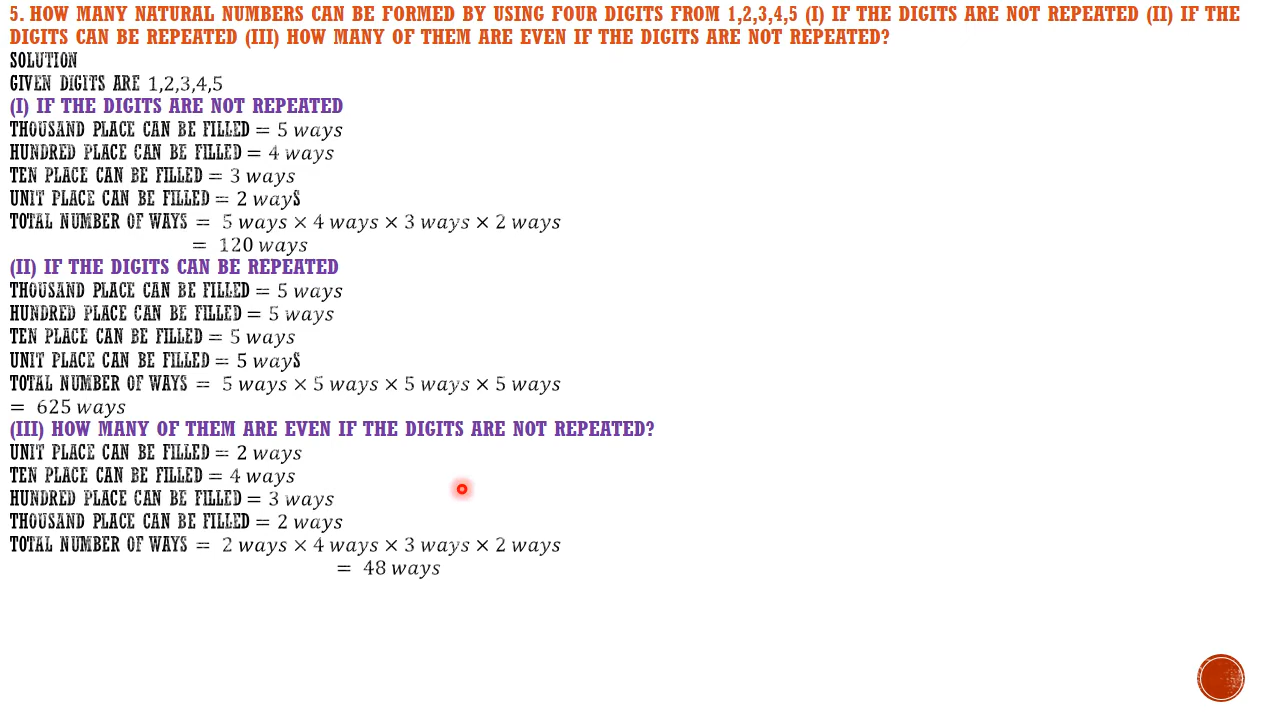 5. HOW MANY NATURAL NUMBERS CAN BE FORMED BY USING FOUR DIGITS FROM 1,2,3,4,5 (I) IF THE DIGITS ARE NOT REPEATED (II) IF THE
DIGITS CAN BE REPEATED (III) HOW MANY OF THEM ARE EVEN IF THE DIGITS ARE NOT REPEATED?
SOLUTION
GIVEN DIGITS ARE 1,2,3,4,5
(I) IF THE DIGITS ARE NOT REPEATED
THOUSAND PLACE CAN BE FILLED = 5 ways
HUNDRED PLACE CAN BE FILLED = 4 ways
TEN PLACE CAN BE FILLED = 3 ways
UNIT PLACE CAN BE FILLED = 2 wayS
TOTAL NUMBER OF WAYS = 5 ways × 4 ways × 3 ways × 2 ways
= 120 ways
(II) IF THE DIGITS CAN BE REPEATED
THOUSAND PLACE CAN BE FILLED = 5 ways
HUNDRED PLACE CAN BE FILLED = 5 ways
TEN PLACE CAN BE FILLED = 5 ways
UNIT PLACE CAN BE FILLED = 5 wayS
TOTAL NUMBER OF WAYS = 5 ways × 5 ways × 5 ways × 5 ways
= 625 ways
(III) HOW MANY OF THEM ARE EVEN IF THE DIGITS ARE NOT REPEATED?
UNIT PLACE CAN BE FILLED = 2 ways
TEN PLACE CAN BE FILLED = 4 ways
HUNDRED PLACE CAN BE FILLED = 3 ways
THOUSAND PLACE CAN BE FILLED = 2 ways
TOTAL NUMBER OF WAYS = 2 ways × 4 ways × 3 ways × 2 ways
= 48 ways